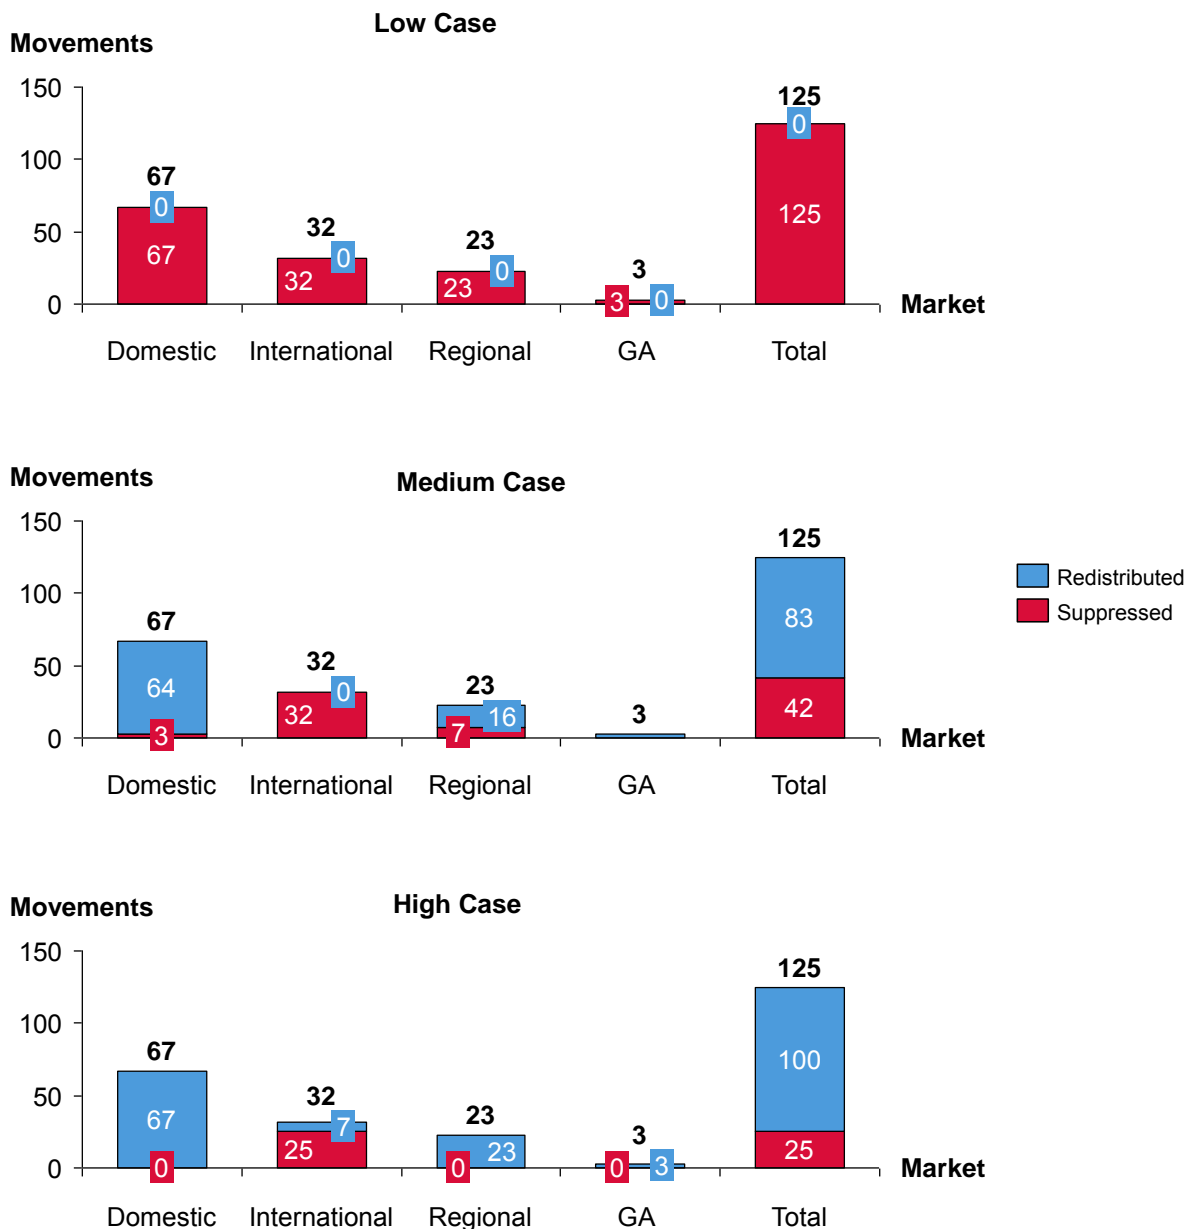 Low Case
Movements
150
125
0
100
67
0
125
50
32
0
23
0
67
32
23
3
3
0
0
Market
Domestic
International
Regional
GA
Total
Movements
Medium Case
150
125
100
Redistributed
83
Suppressed
67
50
32
0
64
23
32
16
3
42
3
7
0
Market
Domestic
International
Regional
GA
Total
High Case
Movements
150
125
100
100
67
50
32
7
67
23
3
25
23
25
0
0
0
0
3
Market
Domestic
International
Regional
GA
Total